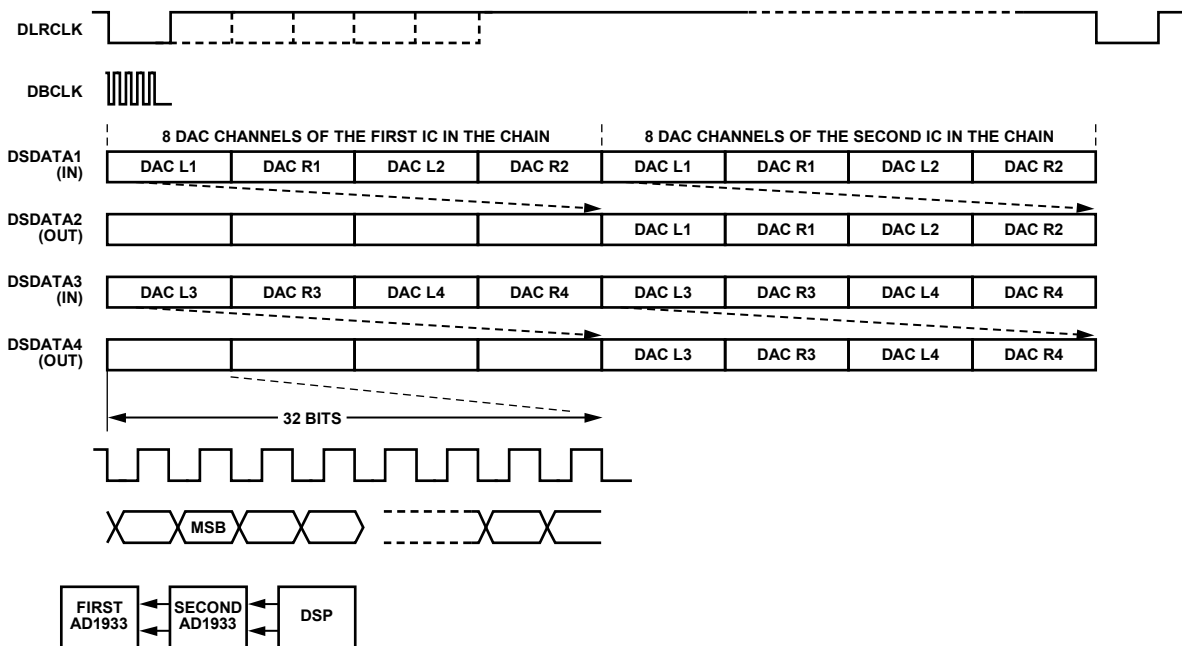 DLRCLK
DBCLK
8 DAC CHANNELS OF THE FIRST IC IN THE CHAIN
8 DAC CHANNELS OF THE SECOND IC IN THE CHAIN
DSDATA1
(IN)
DAC L1
DAC R1
DAC L2
DAC R2
DAC L1
DAC R1
DAC L2
DAC R2
DSDATA2
(OUT)
DAC L1
DAC R1
DAC L2
DAC R2
DSDATA3
(IN)
DAC L3
DAC R3
DAC L4
DAC R4
DAC L3
DAC R3
DAC L4
DAC R4
DSDATA4
(OUT)
DAC L3
DAC R3
DAC L4
DAC R4
32 BITS
MSB
FIRST
AD1933
SECOND
AD1933
DSP